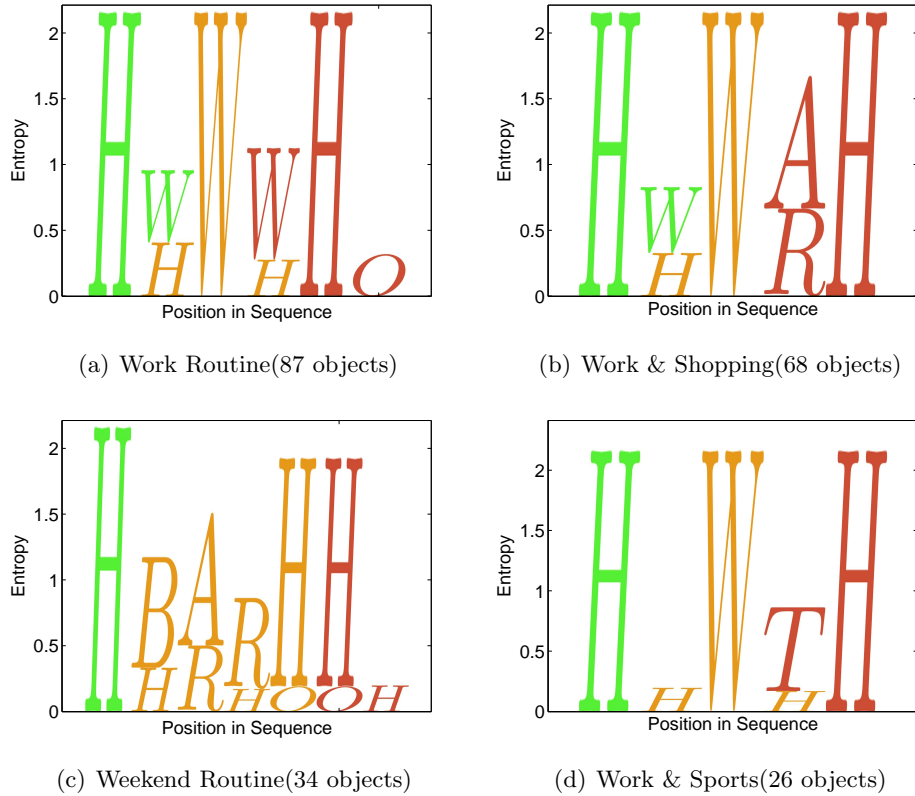 2
1.5
1
0.5
0
Entropy
H
W
H
W
W
H
H
O
Position in Sequence
(a) Work Routine(87 objects)
2
1.5
1
0.5
0
Entropy
H
W
H
W
A
R
H
Position in Sequence
(b) Work & Shopping(68 objects)
2
1.5
1
0.5
0
Entropy
H
B
H
A
R
R
H
H
O
H
O
H
Position in Sequence
(c) Weekend Routine(34 objects)
2
1.5
1
0.5
0
Entropy
H
H
W
T
H
H
Position in Sequence
(d) Work & Sports(26 objects)